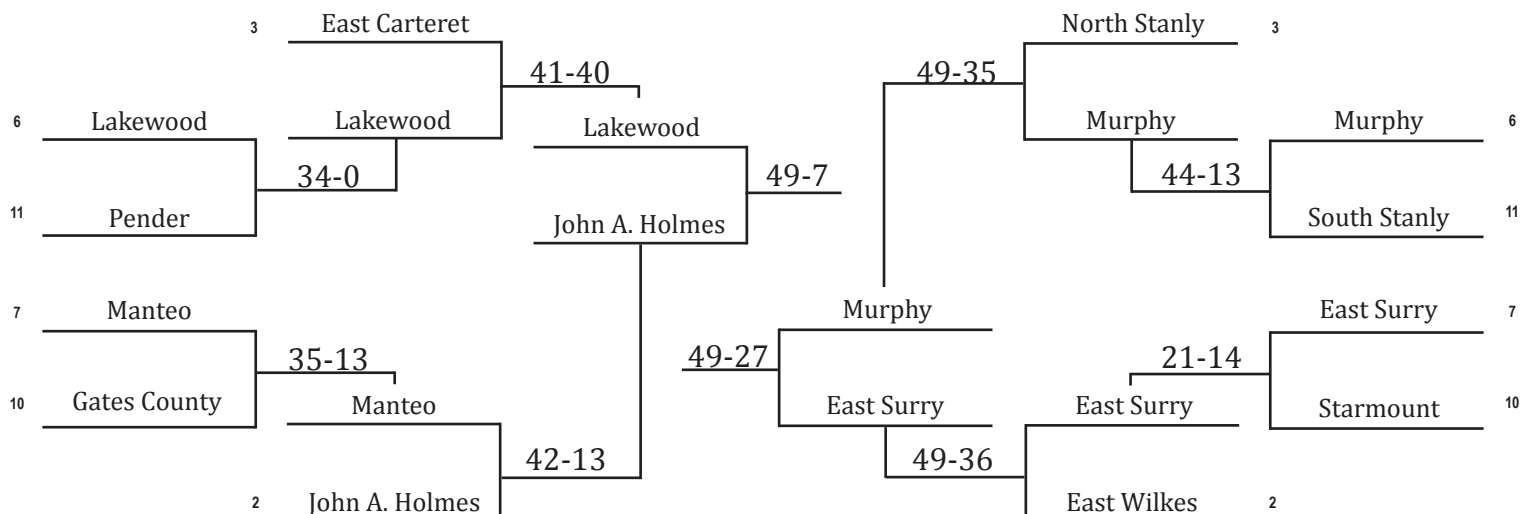 3 East Carteret
41-40
6 Lakewood
Lakewood
Lakewood
34-0
49-7
11 Pender
John A. Holmes
7 Manteo
35-13
10 Gates County
Manteo
42-13
2 John A. Holmes
North Stanly 3
49-35
Murphy
Murphy 6
44-13
South Stanly 11
Murphy
East Surry 7
49-27
21-14
East Surry
East Surry
Starmount 10
49-36
East Wilkes 2